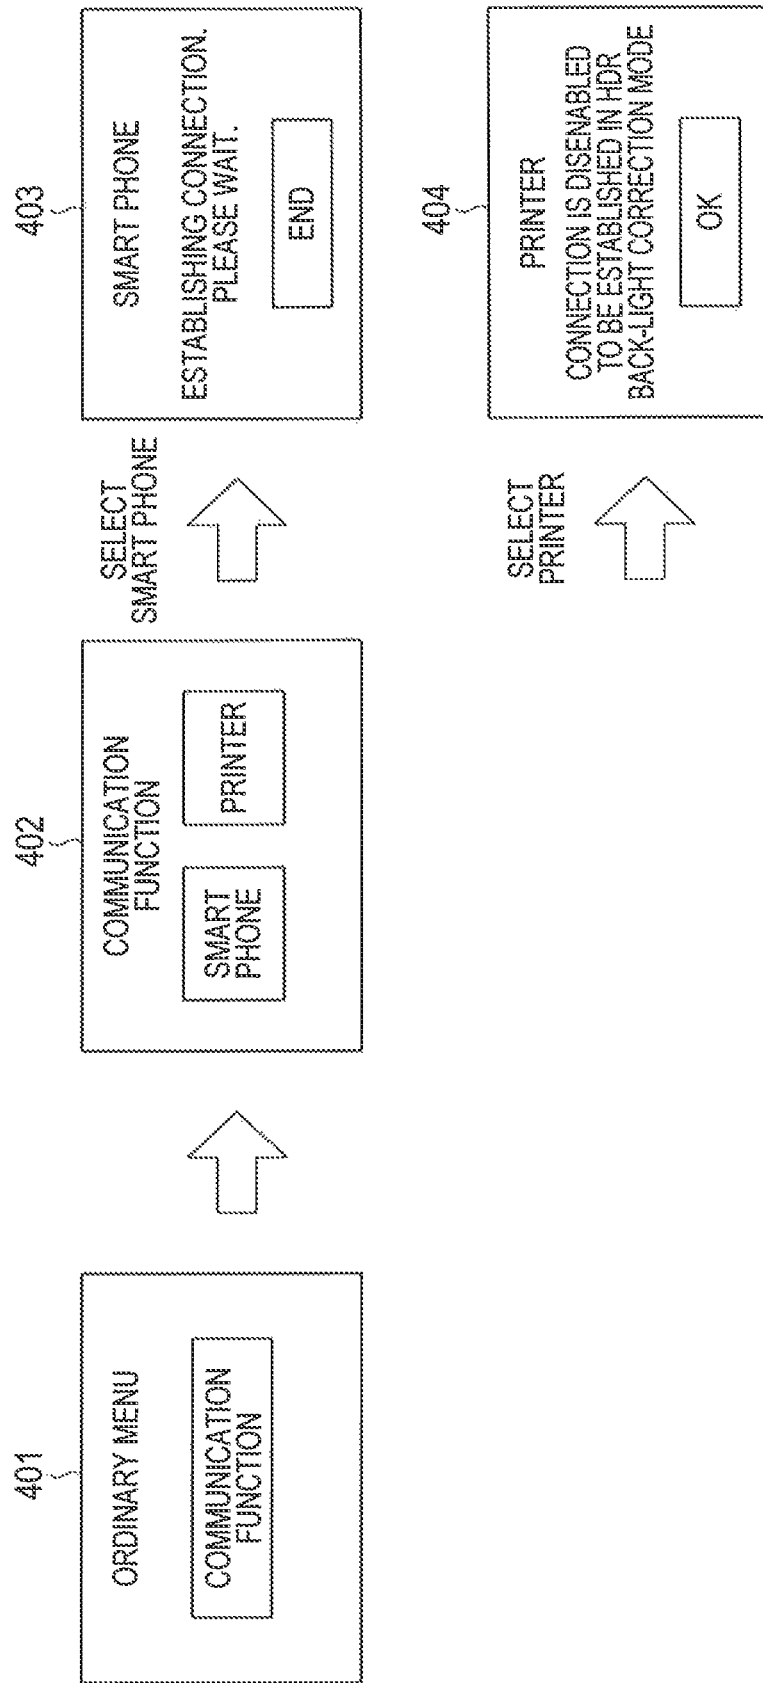 401
ORDINARY MENU
COMMUNICATION
FUNCTION
402
COMMUNICATION
FUNCTION
SMART
PHONE
PRINTER
SELECT
SMART PHONE
403
SMART PHONE
ESTABLISHING CONNECTION.
PLEASE WAIT.
END
SELECT
PRINTER
404
PRINTER
CONNECTION IS DISENABLED
TO BE ESTABLISHED IN HDR
BACK-LIGHT CORRECTION MODE
OK